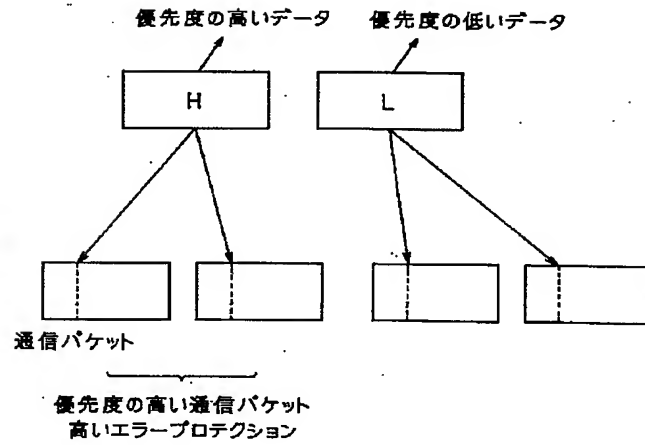 優先度の高いデータ
優先度の低いデータ
H
L
通信パケット
優先度の高い通信パケット
高いエラープロテクション